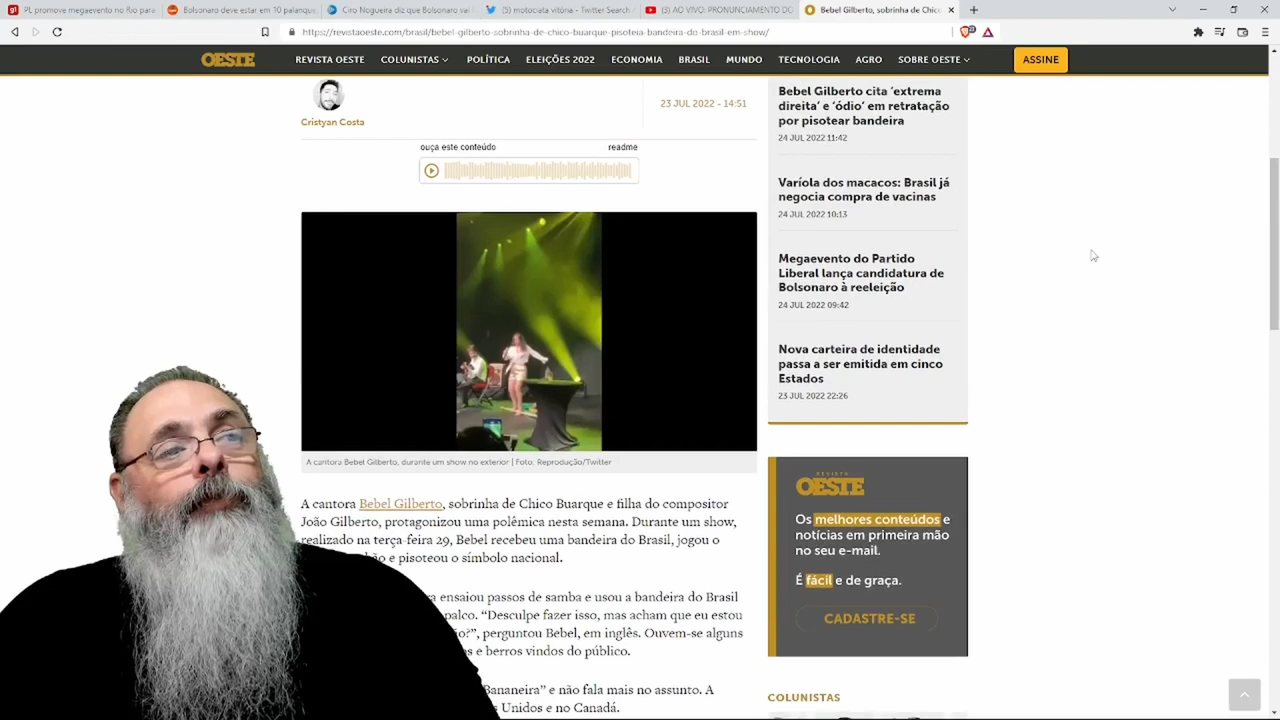 PL promove megaevento no Rio para
Bolsonaro deve estar em 10 palanque
Ciro Nogueira diz que Bolsonaro vai
(5) motociata vitória - Twitter Search /
(3) AO VIVO: PRONUNCIAMENTO DO
Bebel Gilberto, sobrinha de Chico
https://revistaoeste.com/brasil/bebel-gilberto-sobrinha-de-chico-buarque-pisoteia-bandeira-do-brasil-em-show/
OESTE
REVISTA OESTE
COLUNISTAS
POLÍTICA
ELEIÇÕES 2022
ECONOMIA
BRASIL
MUNDO
TECNOLOGIA
AGRO
SOBRE OESTE
ASSINE
Cristyan Costa
23 JUL 2022 - 14:51
ouça este conteúdo
readme
A cantora Bebel Gilberto, durante um show no exterior | Foto: Reprodução/Twitter
A cantora Bebel Gilberto, sobrinha de Chico Buarque e filha do compositor
João Gilberto, protagonizou uma polêmica nesta semana. Durante um show,
realizado na terça-feira 29, Bebel recebeu uma bandeira do Brasil, jogou o
e pisoteou o símbolo nacional.
ensaiou passos de samba e usou a bandeira do Brasil
palco. “Desculpe fazer isso, mas acham que eu estou
perguntou Bebel, em inglês. Ouvem-se alguns
e berros vindos do público.
Bananeira” e não fala mais no assunto. A
Unidos e no Canadá.
Bebel Gilberto cita ‘extrema
direita’ e ‘ódio’ em retratação
por pisotear bandeira
24 JUL 2022 11:42
Varíola dos macacos: Brasil já
negocia compra de vacinas
24 JUL 2022 10:13
Megaevento do Partido
Liberal lança candidatura de
Bolsonaro à reeleição
24 JUL 2022 09:42
Nova carteira de identidade
passa a ser emitida em cinco
Estados
23 JUL 2022 22:26
REVISTA
OESTE
Os melhores conteúdos e
notícias em primeira mão
no seu e-mail.
É fácil e de graça.
CADASTRE-SE
COLUNISTAS